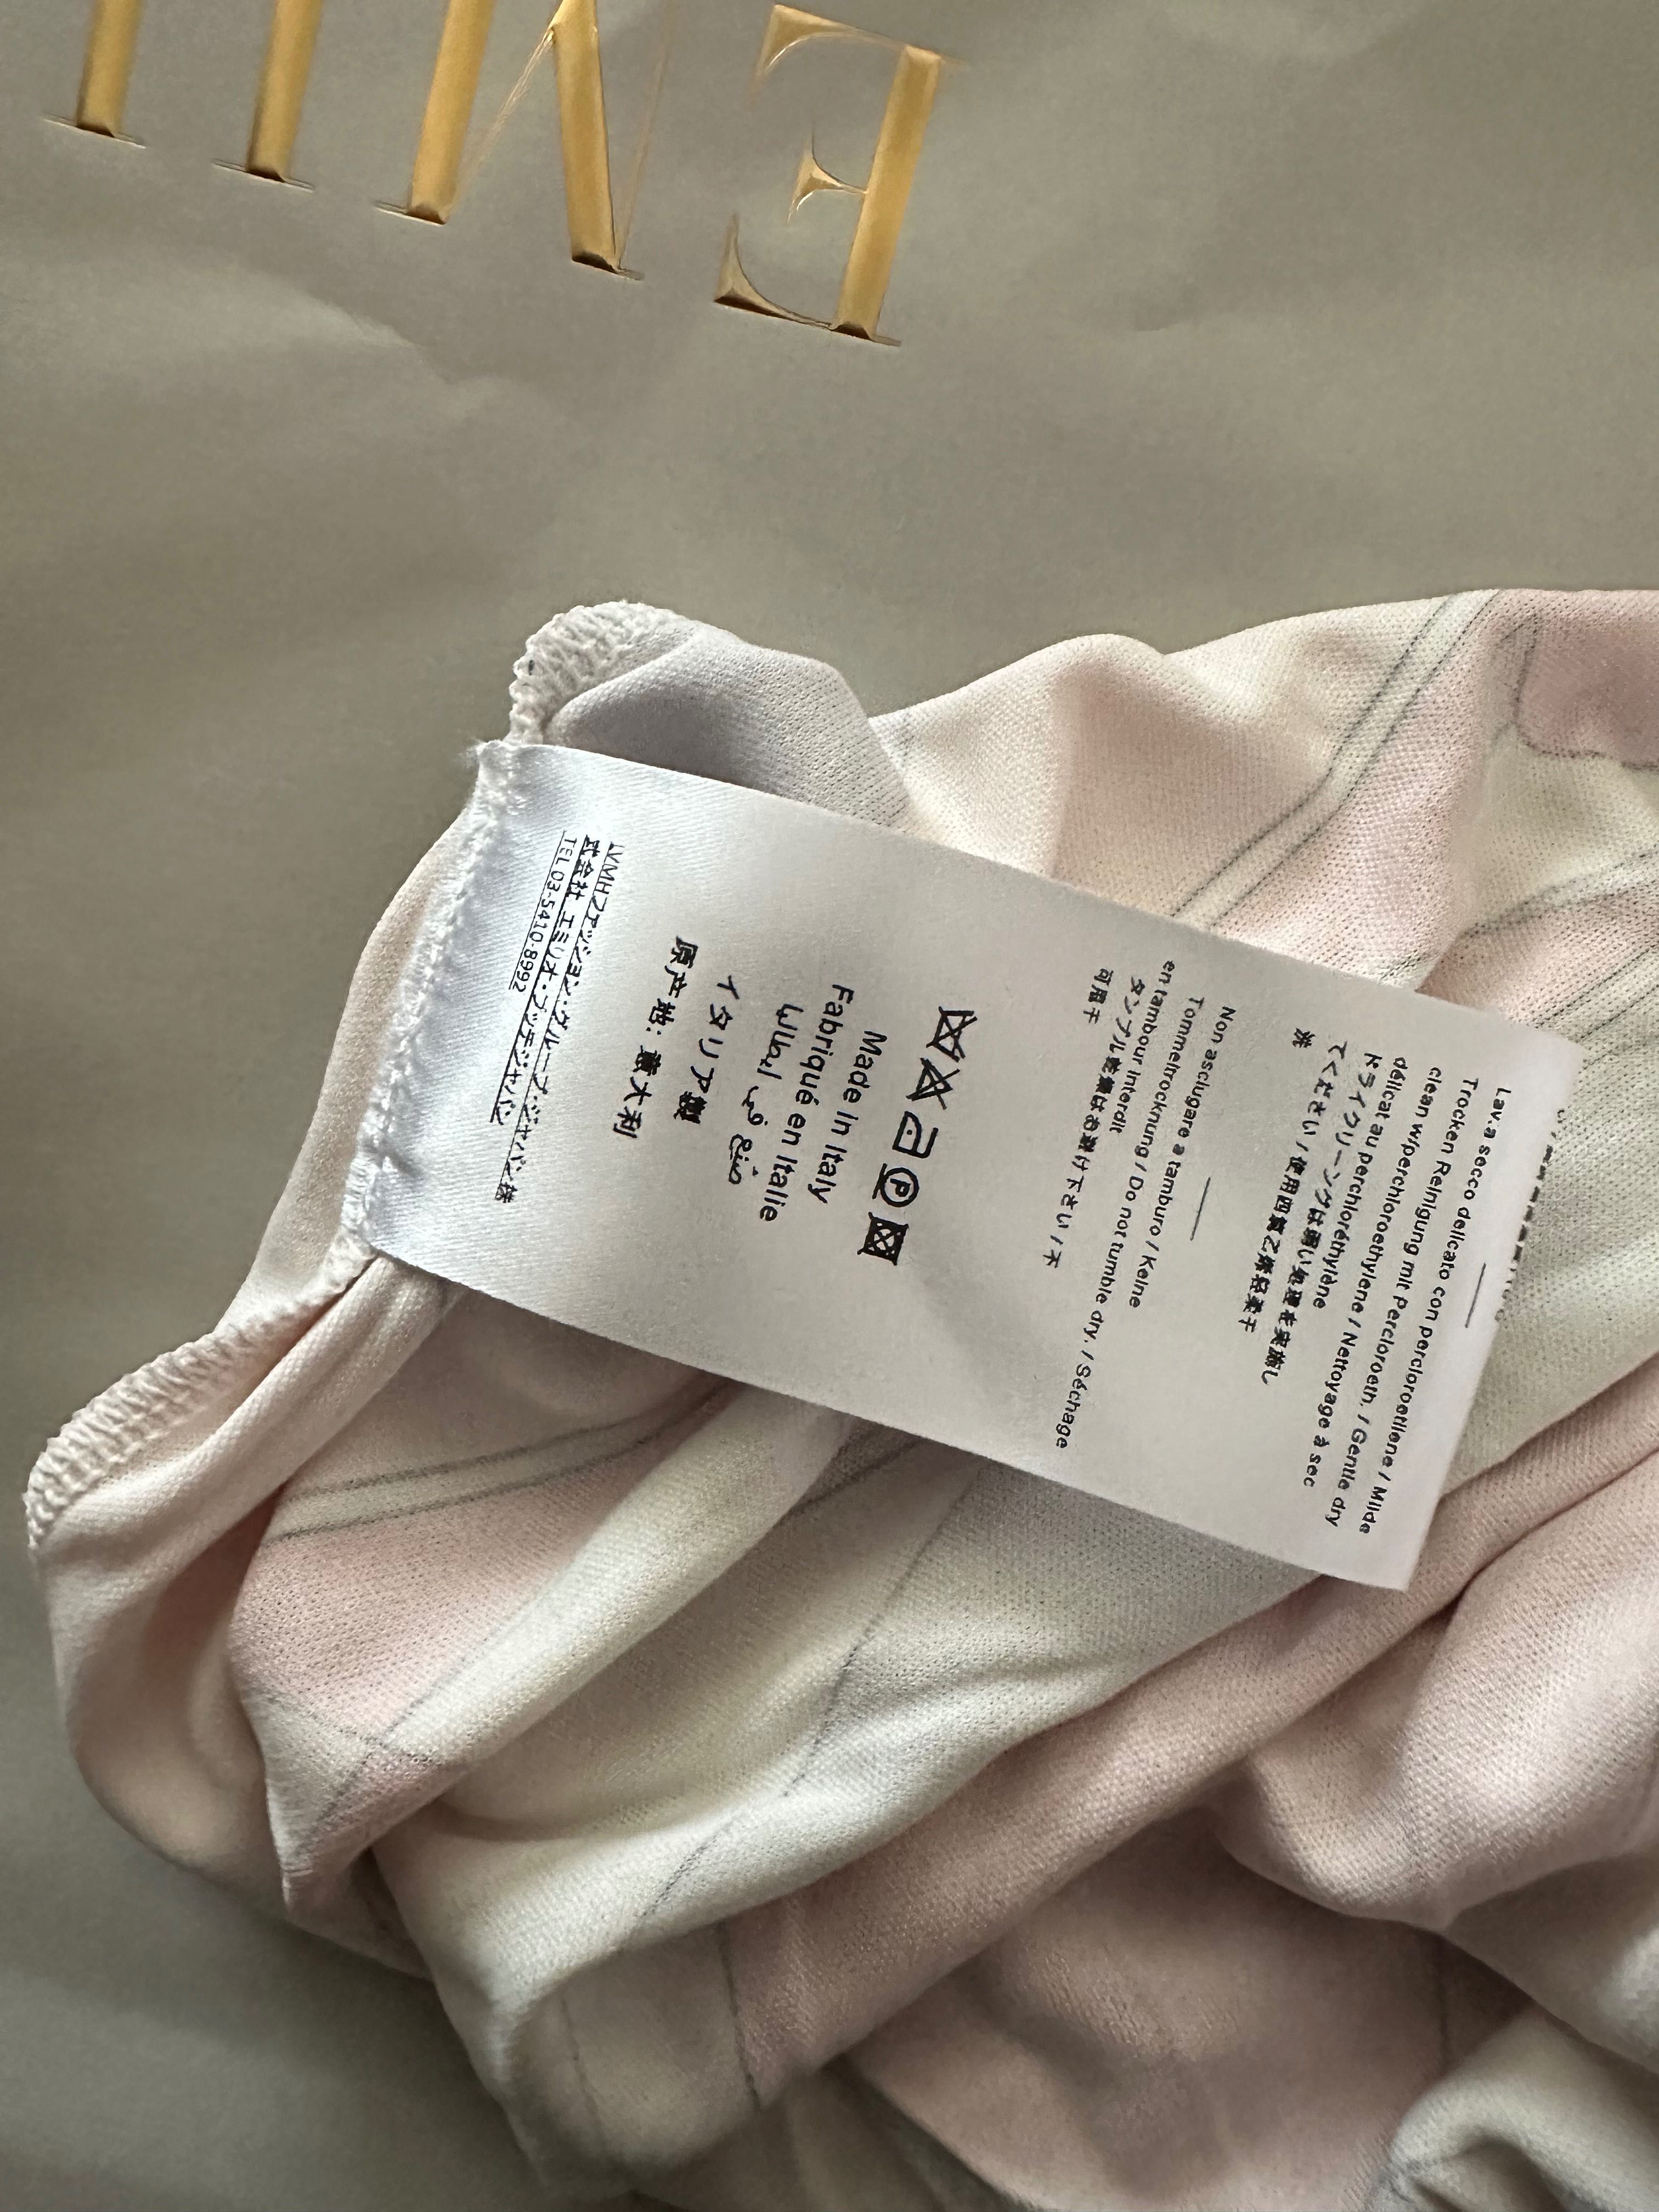 EMILI
Lav.a secco delicato con percloroetilene / Milde
Trocken Reinigung mit Percloroeth. / Gentle dry
clean w/perchloroethylene / Nettoyage à sec
délicat au perchloréthylène
ドライクリーニングは弱い処理を実施し
てください / 使用四氯乙烯轻柔干
洗
Non asciugare a tamburo / Keine
Tommeltrocknung / Do not tumble dry. / Séchage
en tambour interdit
タンブル乾燥はお避け下さい / 不
可甩干
P
Made in Italy
Fabriqué en Italie
イタリア製
原产地: 意大利
LVMHファッション・グループ・ジャパン株
式会社 エミリオ・プッチジャパン
TEL 03-5410-8992